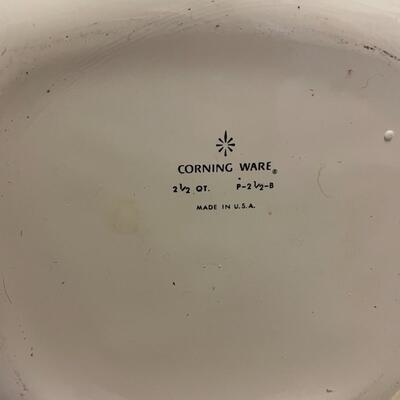 CORNING WARE®
2½ QT. P-2½-B
MADE IN U.S.A.